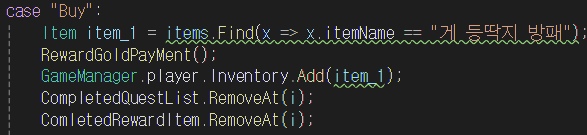 case "Buy":
Item item_1 = items.Find(x => x.itemName == "게 등딱지 방패");
RewardGoldPayMent();
GameManager.player.Inventory.Add(item_1);
CompletedQuestList.RemoveAt(i);
ComletedRewardItem.RemoveAt(i);